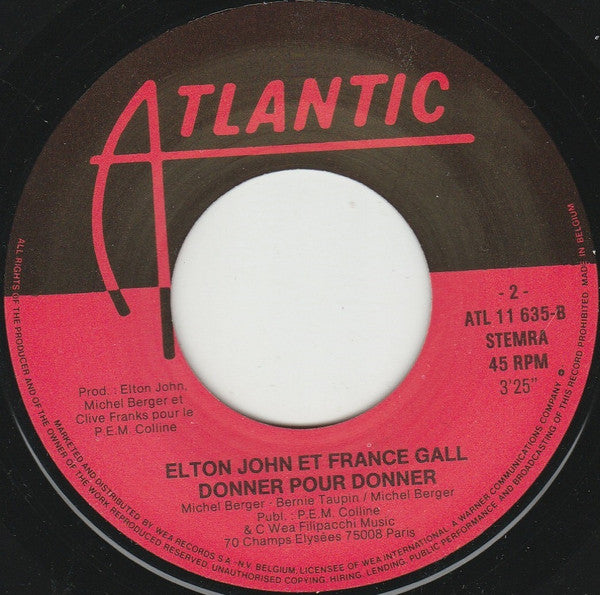 ATLANTIC
- 2 -
ATL 11 635-B
STEMRA
45 RPM
3'25"
Prod. : Elton John,
Michel Berger et
Clive Franks pour le
P.E.M. Colline
ELTON JOHN ET FRANCE GALL
DONNER POUR DONNER
Michel Berger - Bernie Taupin / Michel Berger
Publ. : P.E.M. Colline
& C Wea Filipacchi Music
70 Champs Elysées 75008 Paris
ALL RIGHTS OF THE PRODUCER AND OF THE OWNER OF THE WORK REPRODUCED RESERVED. UNAUTHORISED COPYING, HIRING, LENDING, PUBLIC PERFORMANCE AND BROADCASTING OF THIS RECORD PROHIBITED. MADE IN BELGIUM
MARKETED AND DISTRIBUTED BY WEA RECORDS S.A.-N.V. BELGIUM. LICENSEE OF WEA INTERNATIONAL. A WARNER COMMUNICATIONS COMPANY.